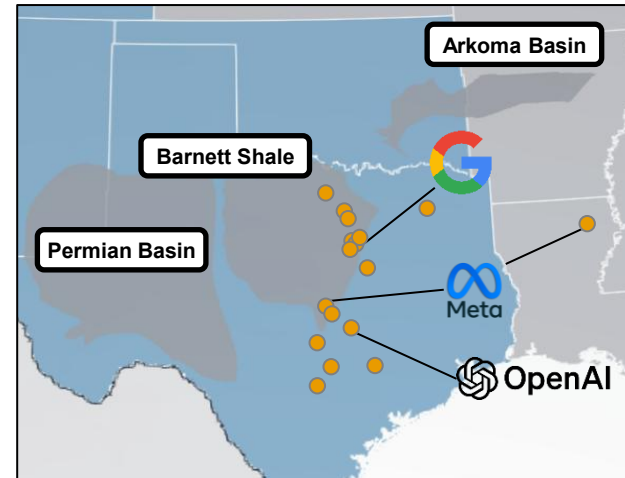 Arkoma Basin
Barnett Shale
Permian Basin
Meta
OpenAI